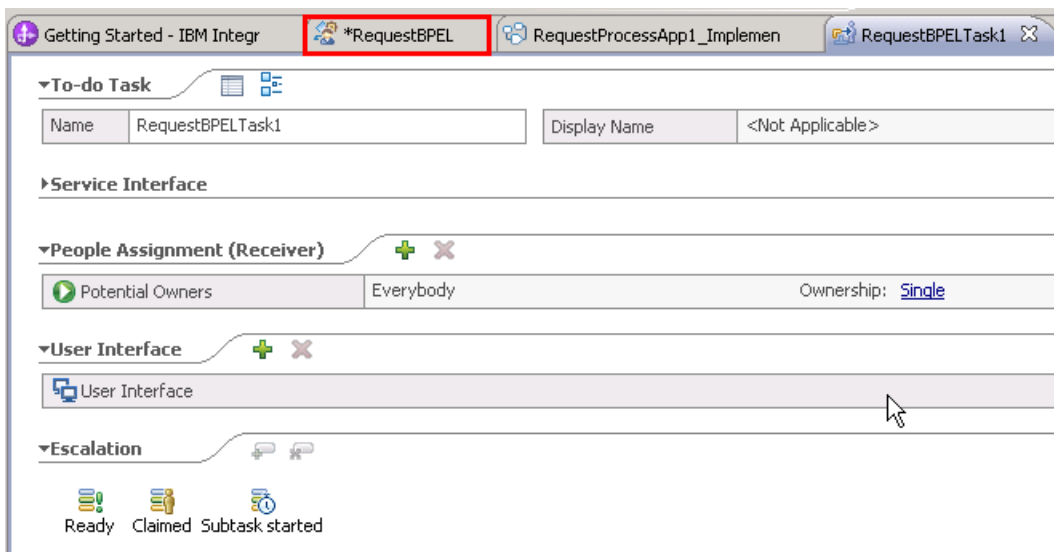 Getting Started - IBM Integr *RequestBPEL RequestProcessApp1_Implemen RequestBPELTask1
To-do Task
Name RequestBPELTask1 Display Name <Not Applicable>
Service Interface
People Assignment (Receiver)
Potential Owners Everybody Ownership: Single
User Interface
User Interface
Escalation
Ready Claimed Subtask started